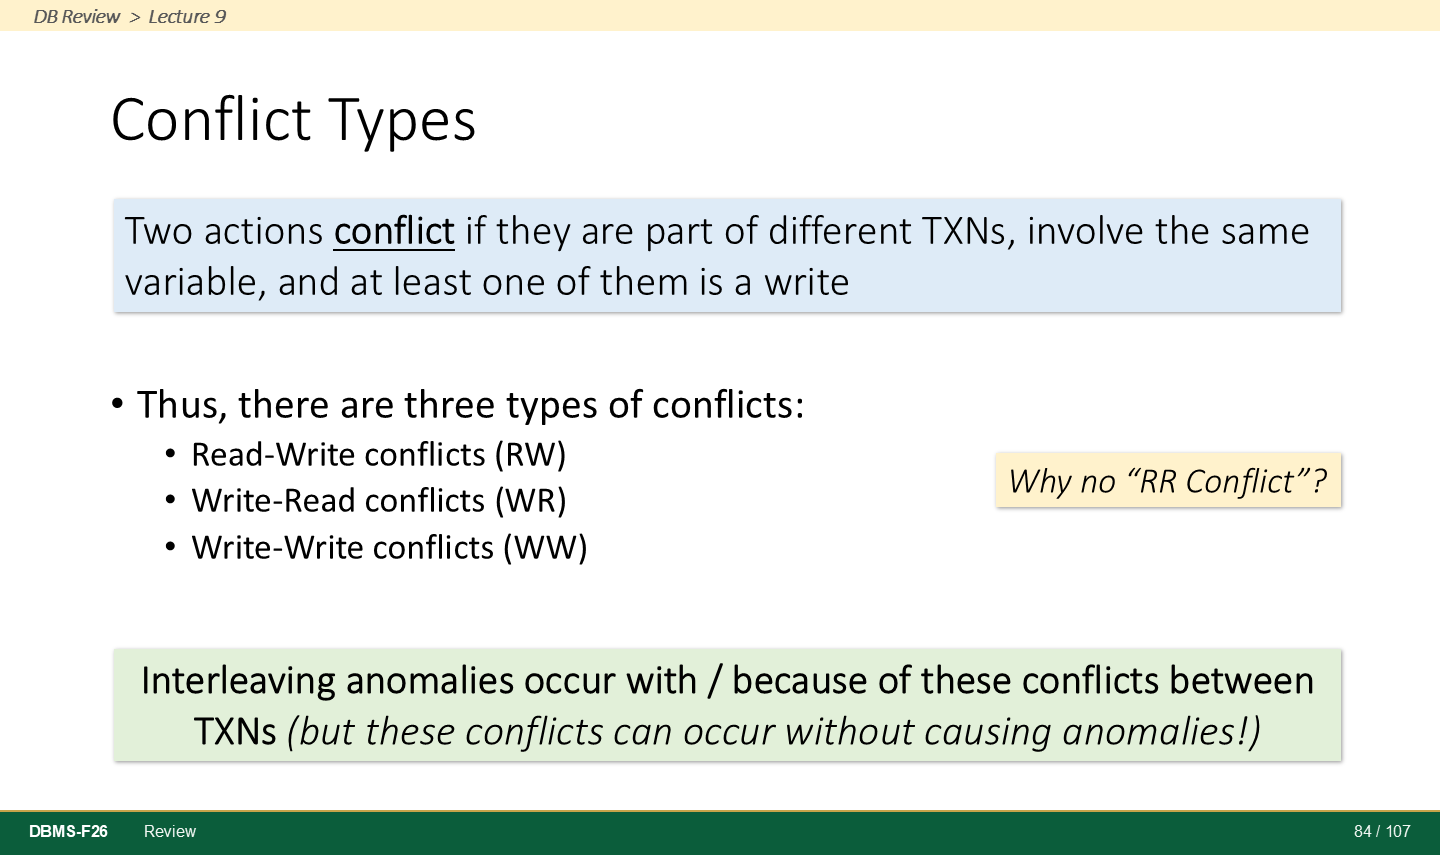 DB Review > Lecture 9
Conflict Types
Two actions conflict if they are part of different TXNs, involve the same
variable, and at least one of them is a write
• Thus, there are three types of conflicts:
• Read-Write conflicts (RW)
• Write-Read conflicts (WR)
• Write-Write conflicts (WW)
Why no “RR Conflict”?
Interleaving anomalies occur with / because of these conflicts between
TXNs (but these conflicts can occur without causing anomalies!)
DBMS-F26 Review 84 / 107